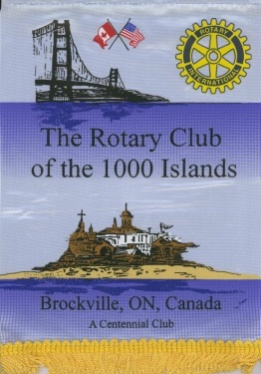 ROTARY
INTERNATIONAL
The Rotary Club
of the 1000 Islands
Brockville, ON, Canada
A Centennial Club